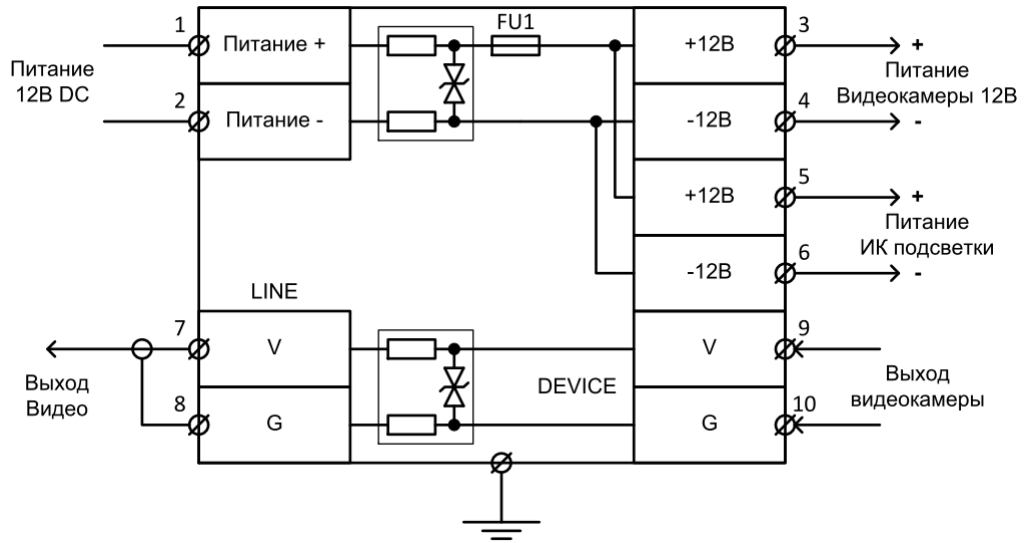 1
Питание +
FU1
+12В
3
+
Питание
12В DC
Питание
Видеокамеры 12В
2
Питание -
-12В
4
-
+12В
5
+
Питание
ИК подсветки
-12В
6
-
LINE
7
V
V
9
Выход
Видео
DEVICE
Выход
видеокамеры
8
G
G
10